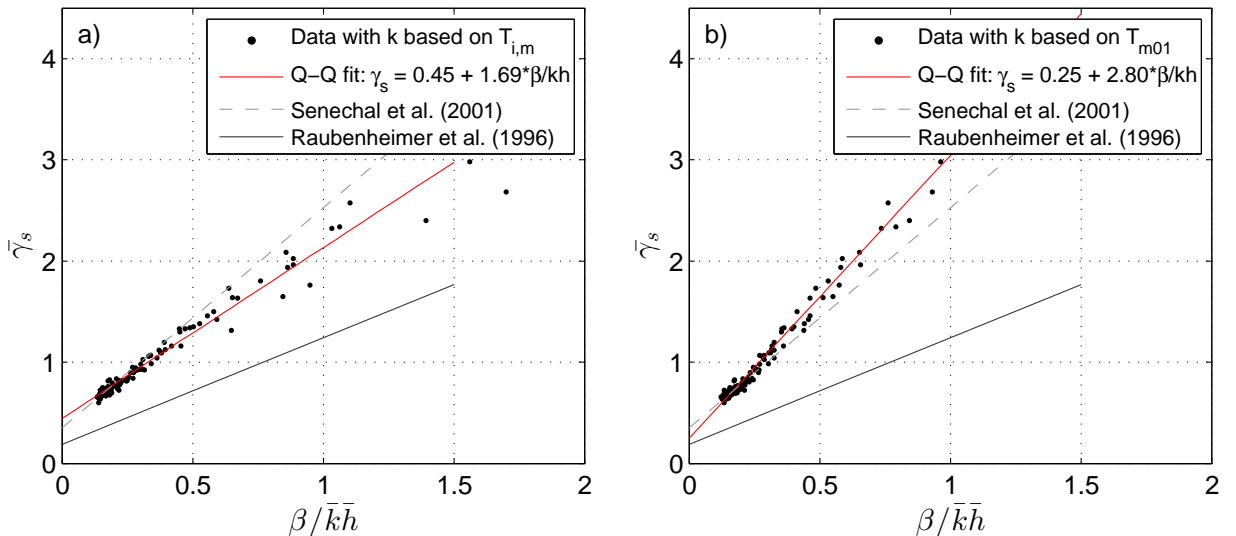 a)
Data with k based on T_{i,m}
Q−Q fit: γ_s = 0.45 + 1.69*β/kh
Senechal et al. (2001)
Raubenheimer et al. (1996)
4
3
2
1
0
γ̄_s
0 0.5 1 1.5 2
β/k̄h̄
b)
Data with k based on T_{m01}
Q−Q fit: γ_s = 0.25 + 2.80*β/kh
Senechal et al. (2001)
Raubenheimer et al. (1996)
4
3
2
1
0
γ̄_s
0 0.5 1 1.5 2
β/k̄h̄